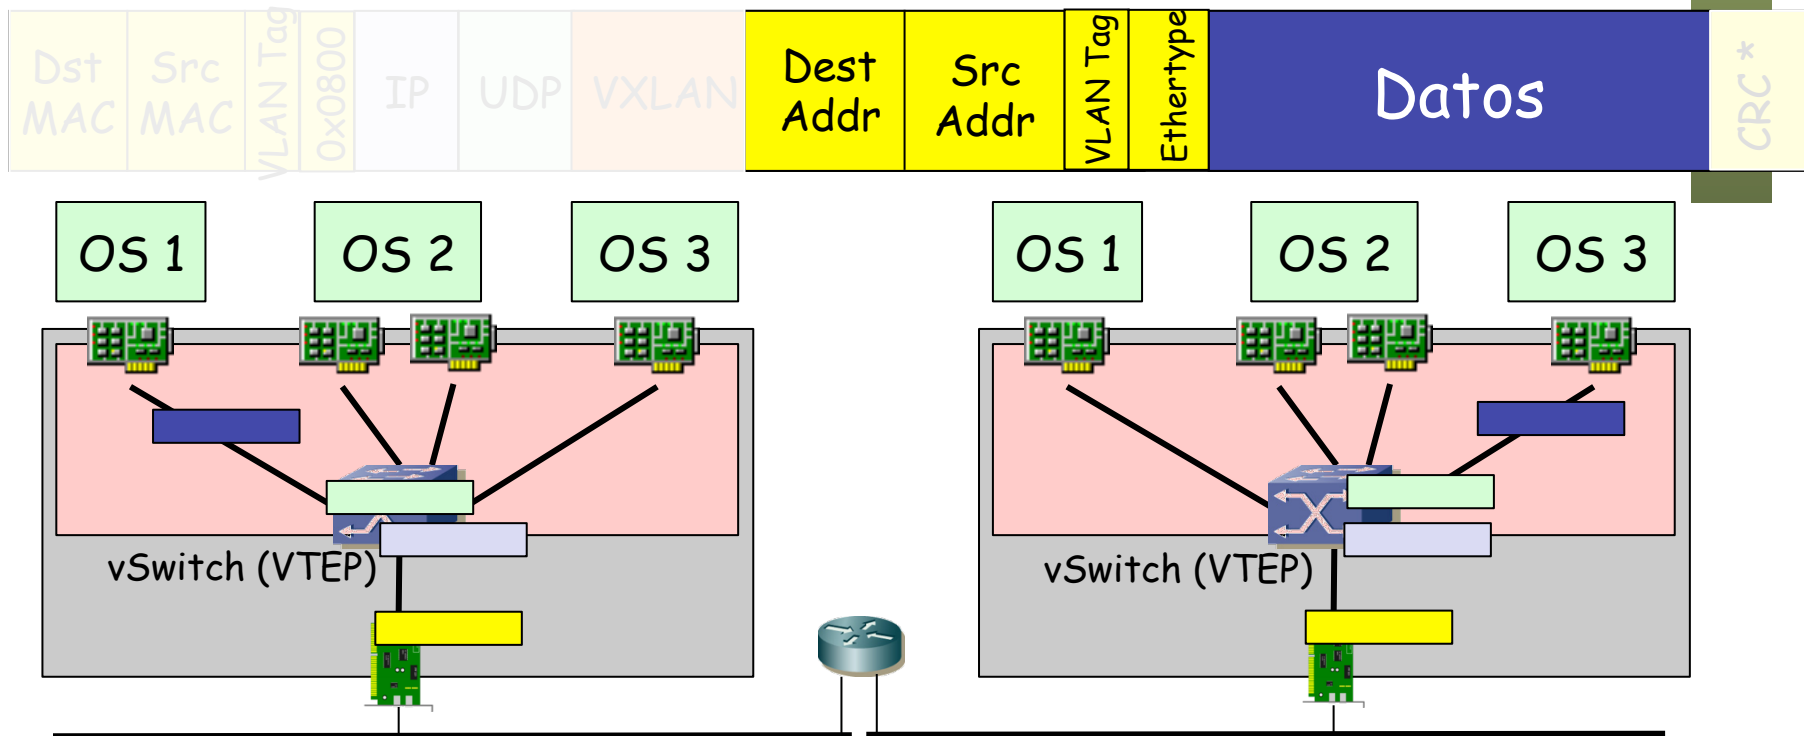 Dst
MAC
Src
MAC
VLAN Tag
0x0800
IP
UDP
VXLAN
Dest
Addr
Src
Addr
VLAN Tag
Ethertype
Datos
CRC *
OS 1
OS 2
OS 3
OS 1
OS 2
OS 3
vSwitch (VTEP)
vSwitch (VTEP)